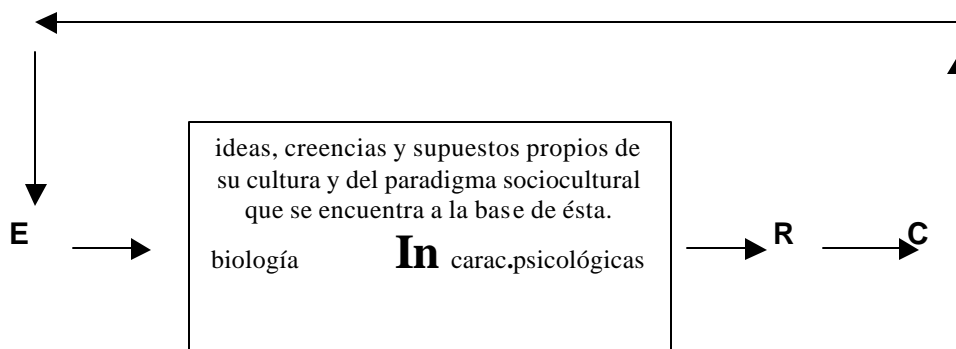 ideas, creencias y supuestos propios de
su cultura y del paradigma sociocultural
que se encuentra a la base de ésta.
E
biología In carac.psicológicas
R
C